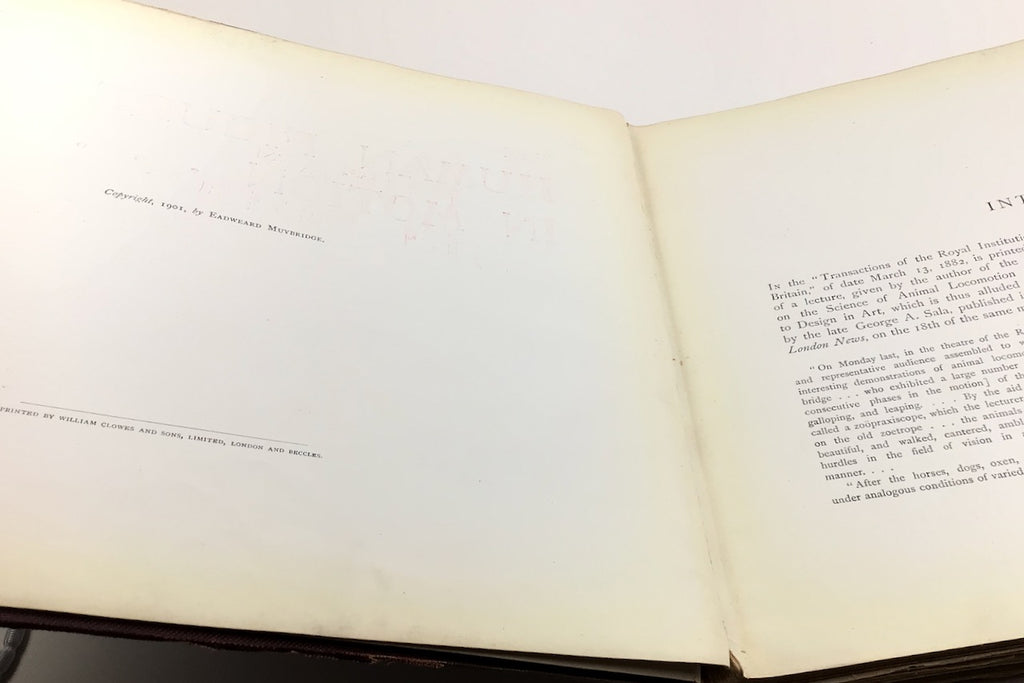 Copyright, 1901, by EADWEARD MUYBRIDGE.
PRINTED BY WILLIAM CLOWES AND SONS, LIMITED, LONDON AND BECCLES.
INT
IN the "Transactions of the Royal Instituti
Britain," of date March 13, 1882, is printe
of a lecture, given by the author of the
on the Science of Animal Locomotion
to Design in Art, which is thus alluded
by the late George A. Sala, published i
London News, on the 18th of the same m
"On Monday last, in the theatre of the R
and representative audience assembled to w
interesting demonstrations of animal locomo
bridge . . . who exhibited a large number
consecutive phases in the motion] of th
galloping, and leaping. . . . By the aid
called a zoöpraxiscope, which the lecturer
on the old zoetrope . . . the animals
beautiful, and walked, cantered, ambl
hurdles in the field of vision in
manner. . . .
"After the horses, dogs, oxen,
under analogous conditions of varied